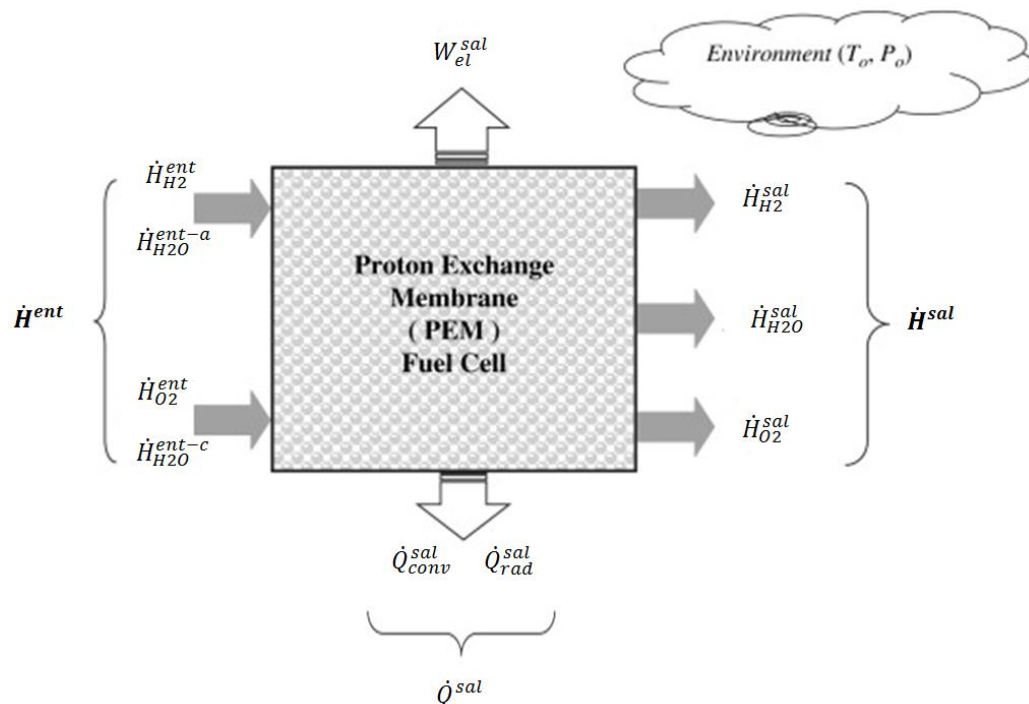 W_{el}^{sal}
Environment (T_o, P_o)
Ḣ_{H2}^{ent}
Ḣ_{H2O}^{ent-a}
Ḣ^{ent}
Ḣ_{O2}^{ent}
Ḣ_{H2O}^{ent-c}
Proton Exchange
Membrane
( PEM )
Fuel Cell
Ḣ_{H2}^{sal}
Ḣ_{H2O}^{sal}
Ḣ_{O2}^{sal}
Ḣ^{sal}
Q̇_{conv}^{sal} Q̇_{rad}^{sal}
Q̇^{sal}